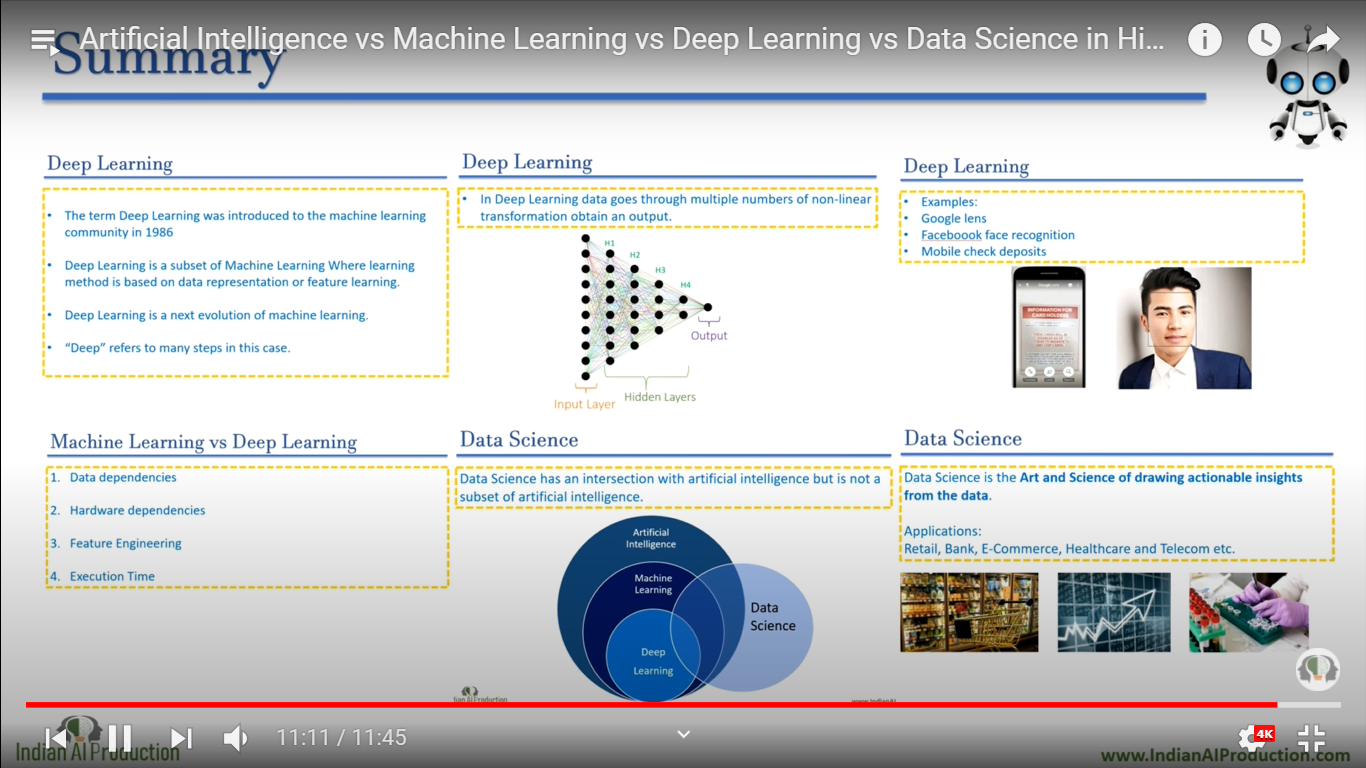 Artificial Intelligence vs Machine Learning vs Deep Learning vs Data Science in Hi...
Summary
Deep Learning
• The term Deep Learning was introduced to the machine learning
community in 1986
• Deep Learning is a subset of Machine Learning Where learning
method is based on data representation or feature learning.
• Deep Learning is a next evolution of machine learning.
• “Deep” refers to many steps in this case.
Deep Learning
• In Deep Learning data goes through multiple numbers of non-linear
transformation obtain an output.
H1
H2
H3
H4
Output
Hidden Layers
Input Layer
Deep Learning
• Examples:
• Google lens
• Faceboook face recognition
• Mobile check deposits
INFORMATION FOR
CARD HOLDERS
Machine Learning vs Deep Learning
1. Data dependencies
2. Hardware dependencies
3. Feature Engineering
4. Execution Time
Data Science
Data Science has an intersection with artificial intelligence but is not a
subset of artificial intelligence.
Artificial
Intelligence
Machine
Learning
Deep
Learning
Data
Science
Data Science
Data Science is the Art and Science of drawing actionable insights
from the data.
Applications:
Retail, Bank, E-Commerce, Healthcare and Telecom etc.
11:11 / 11:45
4K
Indian AI Production
www.IndianAIProduction.com